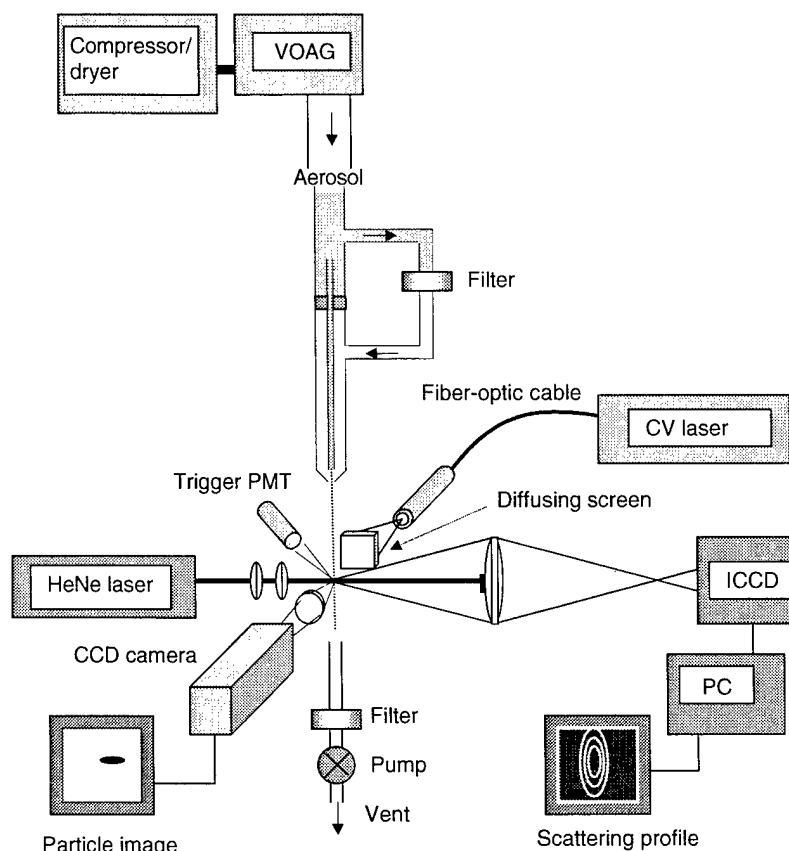 Compressor/
dryer
VOAG
Aerosol
Filter
Fiber-optic cable
CV laser
Trigger PMT
Diffusing screen
HeNe laser
ICCD
CCD camera
PC
Filter
Pump
Vent
Particle image
Scattering profile